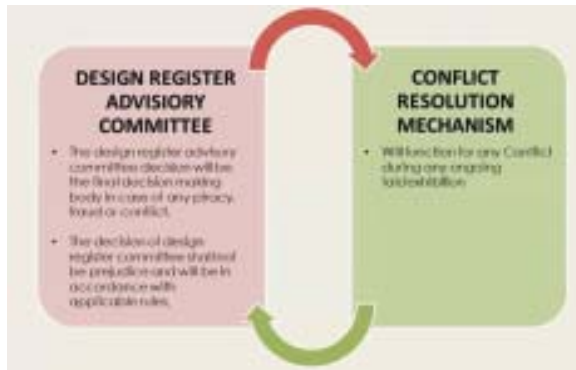 DESIGN REGISTER
ADVISIORY
COMMITTEE
• The design register advisory
committee decision will be
the final decision making
body in case of any piracy,
fraud or conflict.
• The decision of design
register committee shall not
be prejudice and will be in
accordance with
applicable rules.
CONFLICT
RESOLUTION
MECHANISM
• Will function for any Conflict
during any ongoing
fair/exhibition